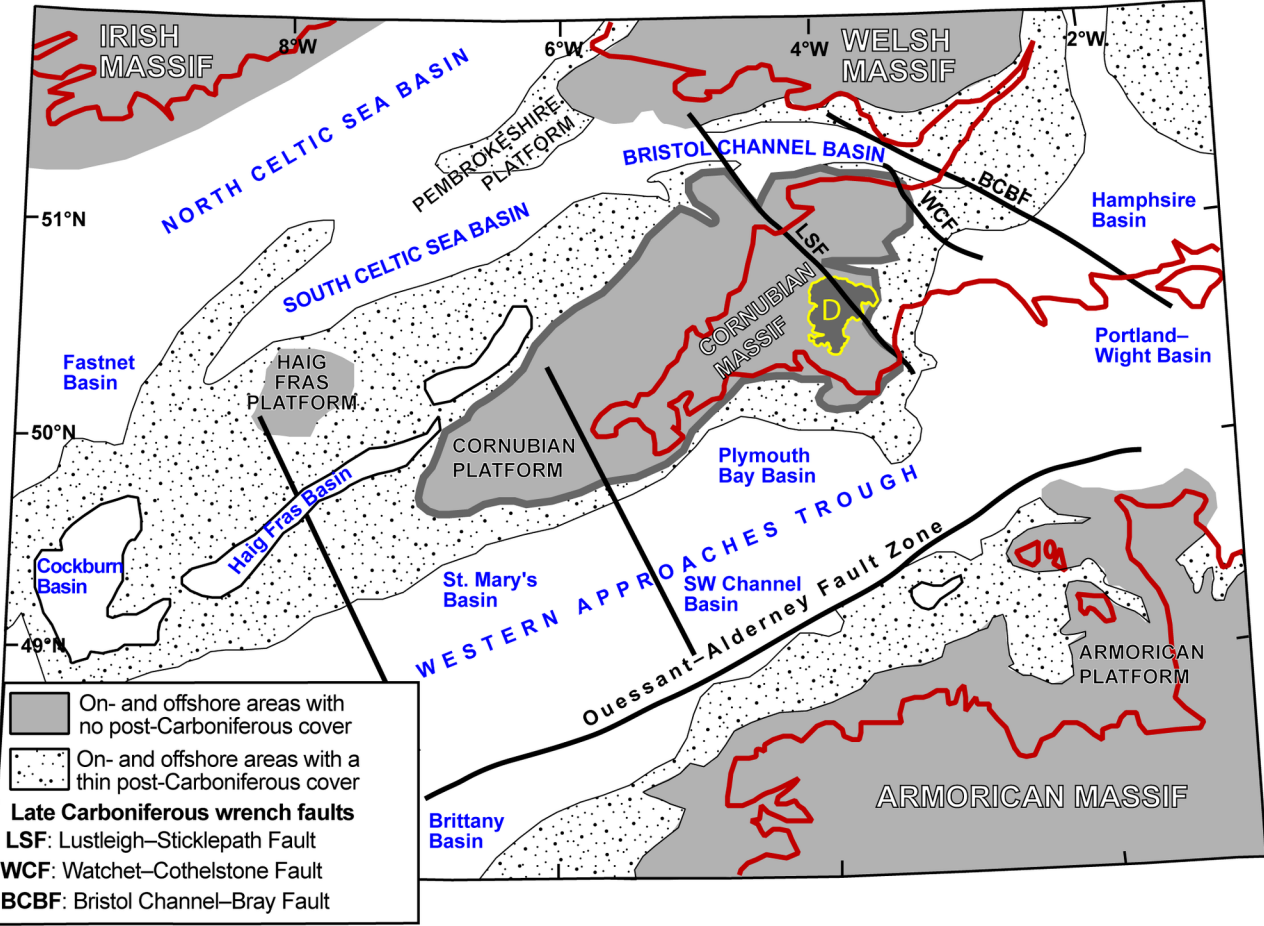 IRISH
MASSIF
8°W
6°W
4°W
2°W
WELSH
MASSIF
NORTH CELTIC SEA BASIN
PEMBROKESHIRE
PLATFORM
BRISTOL CHANNEL BASIN
BCBF
WCF
LSF
51°N
Hamphsire
Basin
SOUTH CELTIC SEA BASIN
CORNUBIAN
MASSIF
D
Portland–
Wight Basin
Fastnet
Basin
HAIG
FRAS
PLATFORM
50°N
CORNUBIAN
PLATFORM
Plymouth
Bay Basin
Haig Fras Basin
WESTERN APPROACHES TROUGH
Cockburn
Basin
St. Mary's
Basin
SW Channel
Basin
Ouessant–Alderney Fault Zone
49°N
ARMORICAN
PLATFORM
ARMORICAN MASSIF
Brittany
Basin
On- and offshore areas with
no post-Carboniferous cover
On- and offshore areas with a
thin post-Carboniferous cover
Late Carboniferous wrench faults
LSF: Lustleigh–Sticklepath Fault
WCF: Watchet–Cothelstone Fault
BCBF: Bristol Channel–Bray Fault